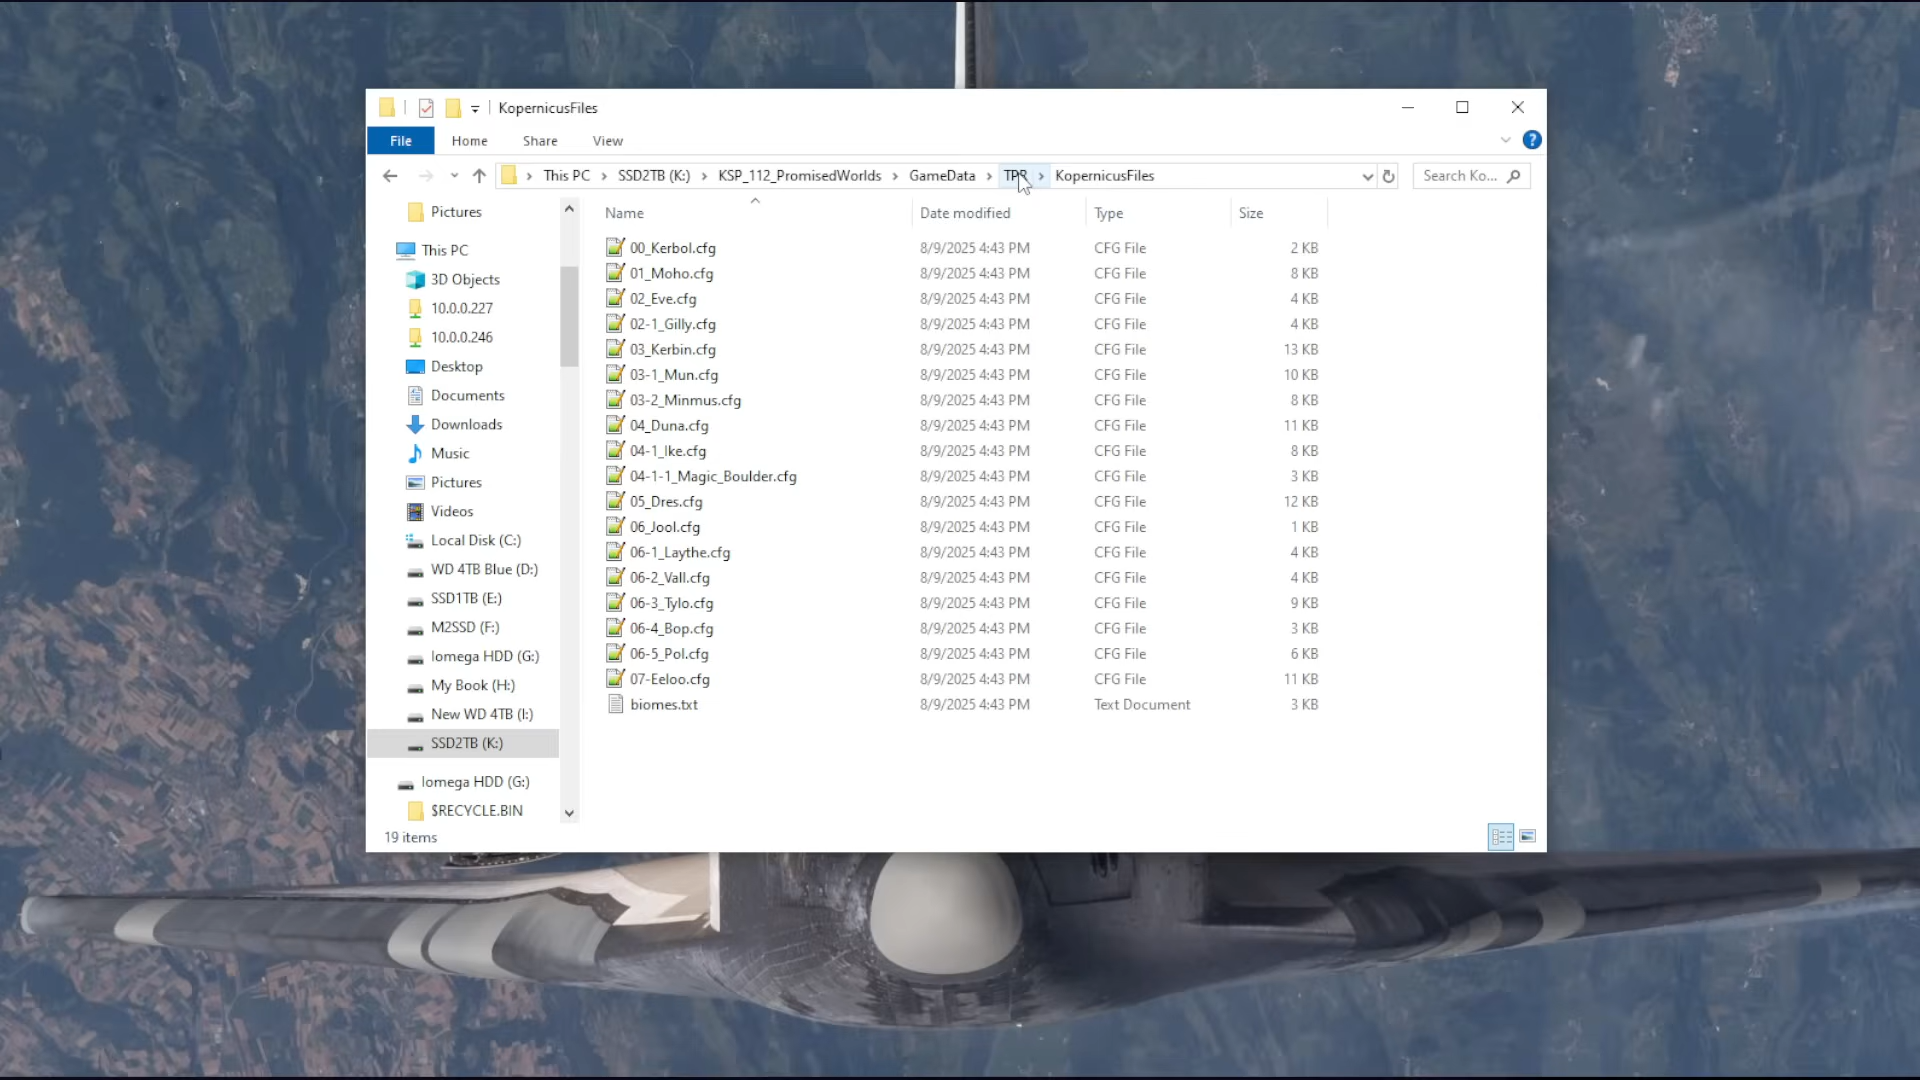 KopernicusFiles
File Home Share View
This PC SSD2TB (K:) KSP_112_PromisedWorlds GameData KopernicusFiles Search Ko...
Name Date modified Type Size
Pictures
This PC
3D Objects
10.0.0.227
10.0.0.246
Desktop
Documents
Downloads
Music
Pictures
Videos
Local Disk (C:)
WD 4TB Blue (D:)
SSD1TB (E:)
M2SSD (F:)
Iomega HDD (G:)
My Book (H:)
New WD 4TB (I:)
SSD2TB (K:)
Iomega HDD (G:)
$RECYCLE.BIN
00_Kerbol.cfg 8/9/2025 4:43 PM CFG File 2 KB
01_Moho.cfg 8/9/2025 4:43 PM CFG File 8 KB
02_Eve.cfg 8/9/2025 4:43 PM CFG File 4 KB
02-1_Gilly.cfg 8/9/2025 4:43 PM CFG File 4 KB
03_Kerbin.cfg 8/9/2025 4:43 PM CFG File 13 KB
03-1_Mun.cfg 8/9/2025 4:43 PM CFG File 10 KB
03-2_Minmus.cfg 8/9/2025 4:43 PM CFG File 8 KB
04_Duna.cfg 8/9/2025 4:43 PM CFG File 11 KB
04-1_Ike.cfg 8/9/2025 4:43 PM CFG File 8 KB
04-1-1_Magic_Boulder.cfg 8/9/2025 4:43 PM CFG File 3 KB
05_Dres.cfg 8/9/2025 4:43 PM CFG File 12 KB
06_Jool.cfg 8/9/2025 4:43 PM CFG File 1 KB
06-1_Laythe.cfg 8/9/2025 4:43 PM CFG File 4 KB
06-2_Vall.cfg 8/9/2025 4:43 PM CFG File 4 KB
06-3_Tylo.cfg 8/9/2025 4:43 PM CFG File 9 KB
06-4_Bop.cfg 8/9/2025 4:43 PM CFG File 3 KB
06-5_Pol.cfg 8/9/2025 4:43 PM CFG File 6 KB
07-Eeloo.cfg 8/9/2025 4:43 PM CFG File 11 KB
biomes.txt 8/9/2025 4:43 PM Text Document 3 KB
19 items